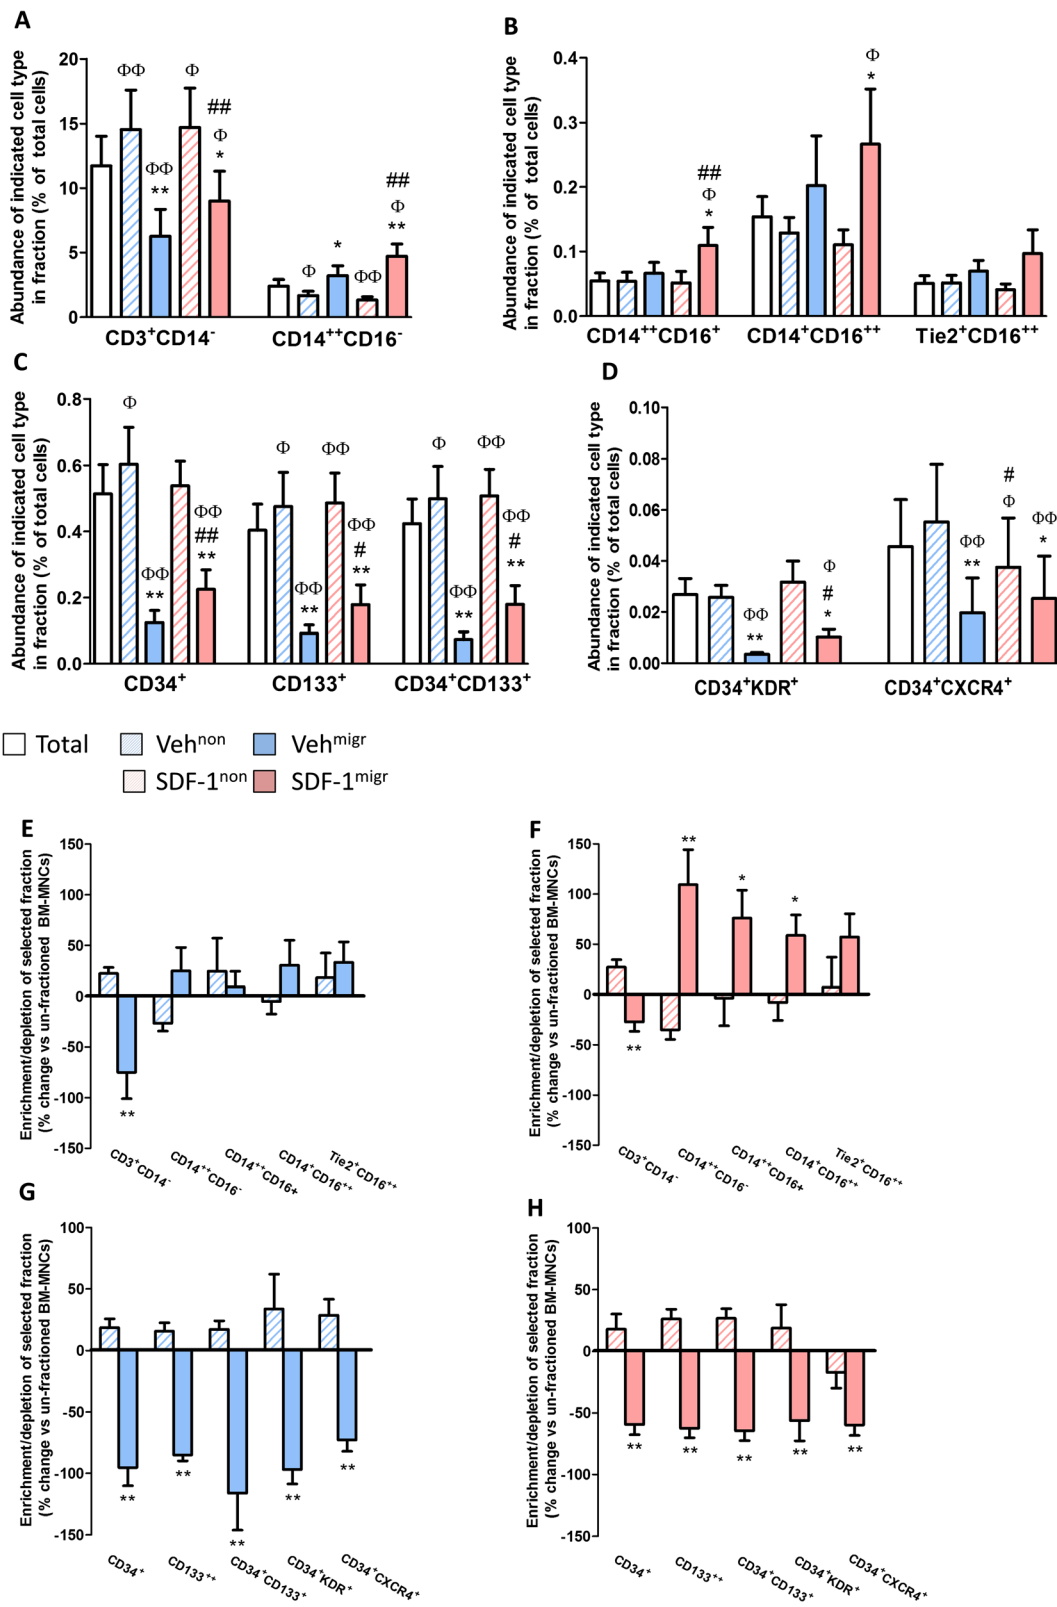 A
Abundance of indicated cell type
in fraction (% of total cells)
20
15
10
5
0
ΦΦ
ΦΦ
**
Φ
##
Φ
*
Φ
*
ΦΦ
##
Φ
**
CD3⁺CD14⁻
CD14⁺⁺CD16⁻
B
Abundance of indicated cell type
in fraction (% of total cells)
0.4
0.3
0.2
0.1
0.0
##
Φ
*
Φ
*
CD14⁺⁺CD16⁺
CD14⁺CD16⁺⁺
Tie2⁺CD16⁺⁺
C
Abundance of indicated cell type
in fraction (% of total cells)
0.8
0.6
0.4
0.2
0.0
Φ
ΦΦ
**
ΦΦ
##
**
Φ
ΦΦ
**
ΦΦ
ΦΦ
#
**
Φ
ΦΦ
**
ΦΦ
ΦΦ
#
**
CD34⁺
CD133⁺
CD34⁺CD133⁺
D
Abundance of indicated cell type
in fraction (% of total cells)
0.10
0.08
0.06
0.04
0.02
0.00
ΦΦ
**
Φ
#
*
ΦΦ
**
#
Φ
ΦΦ
*
CD34⁺KDR⁺
CD34⁺CXCR4⁺
Total
Veh^non
Veh^migr
SDF-1^non
SDF-1^migr
E
Enrichment/depletion of selected fraction
(% change vs un-fractioned BM-MNCs)
150
100
50
0
-50
-100
-150
**
CD3⁺CD14⁻
CD14⁺⁺CD16⁻
CD14⁺⁺CD16+
CD14⁺CD16⁺⁺
Tie2⁺CD16⁺⁺
F
Enrichment/depletion of selected fraction
(% change vs un-fractioned BM-MNCs)
150
100
50
0
-50
-100
-150
**
**
*
*
CD3⁺CD14⁻
CD14⁺⁺CD16⁻
CD14⁺⁺CD16+
CD14⁺CD16⁺⁺
Tie2⁺CD16⁺⁺
G
Enrichment/depletion of selected fraction
(% change vs un-fractioned BM-MNCs)
100
50
0
-50
-100
-150
**
**
**
**
**
CD34⁺
CD133⁺⁺
CD34⁺CD133⁺
CD34⁺KDR⁺
CD34⁺CXCR4⁺
H
Enrichment/depletion of selected fraction
(% change vs un-fractioned BM-MNCs)
100
50
0
-50
-100
-150
**
**
**
**
**
CD34⁺
CD133⁺⁺
CD34⁺CD133⁺
CD34⁺KDR⁺
CD34⁺CXCR4⁺